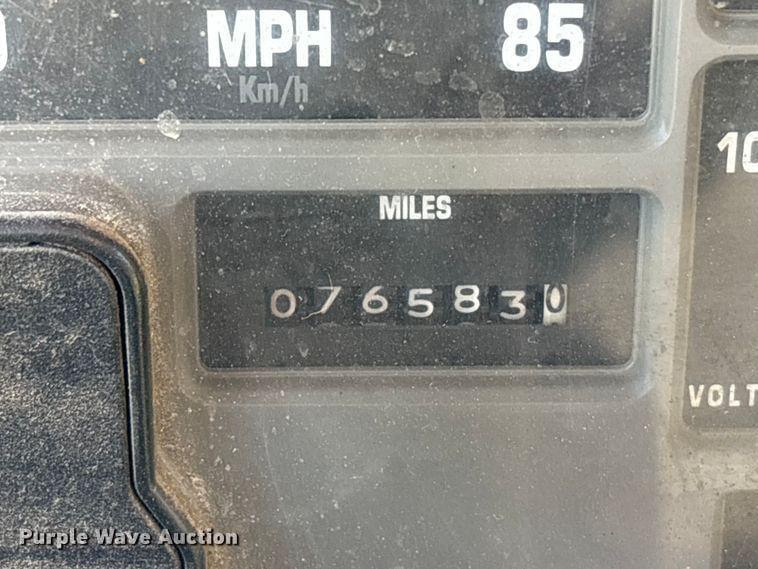 MPH 85
Km/h
10
MILES
0765830
VOLT
Purple Wave Auction